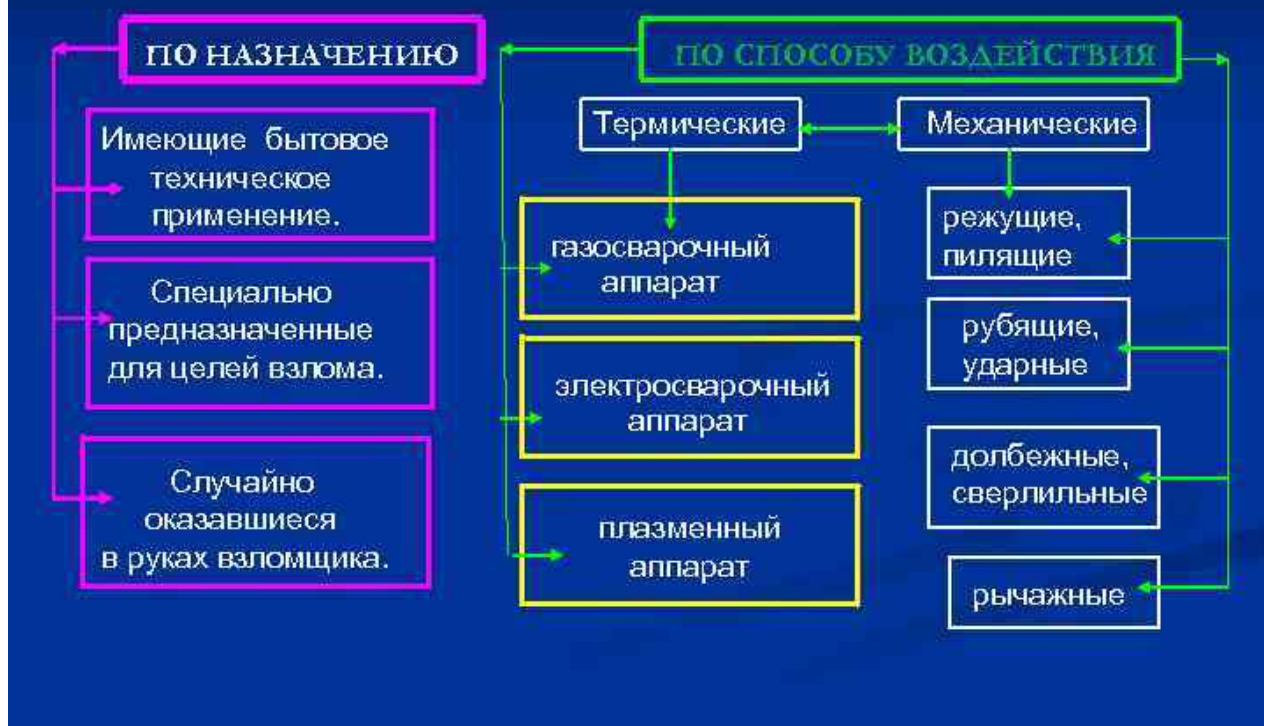 ПО НАЗНАЧЕНИЮ
Имеющие бытовое
техническое
применение.
Специально
предназначенные
для целей взлома.
Случайно
оказавшиеся
в руках взломщика.
ПО СПОСОБУ ВОЗДЕЙСТВИЯ
Термические
газосварочный
аппарат
электросварочный
аппарат
плазменный
аппарат
Механические
режущие,
пилящие
рубящие,
ударные
долбежные,
сверлильные
рычажные